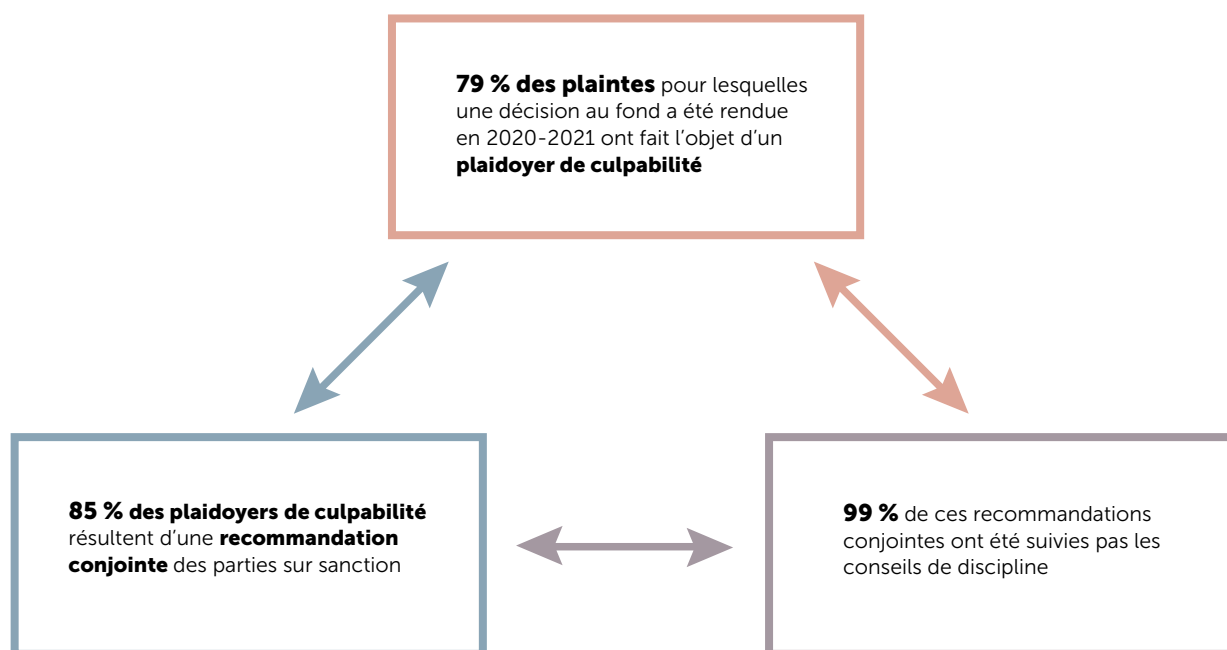 79 % des plaintes pour lesquelles
une décision au fond a été rendue
en 2020-2021 ont fait l’objet d’un
plaidoyer de culpabilité
85 % des plaidoyers de culpabilité
résultent d’une recommandation
conjointe des parties sur sanction
99 % de ces recommandations
conjointes ont été suivies pas les
conseils de discipline